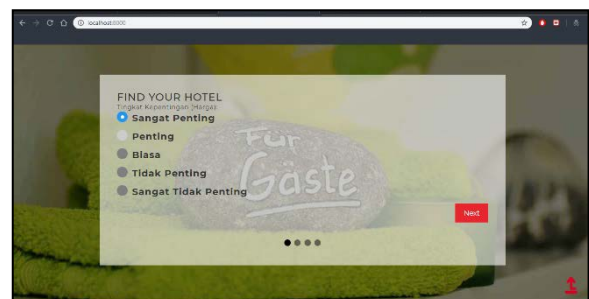 localhost:8000
FIND YOUR HOTEL
Tingkat Kepentingan (Harga)
Sangat Penting
Penting
Biasa
Tidak Penting
Sangat Tidak Penting
Für
Gäste
Next